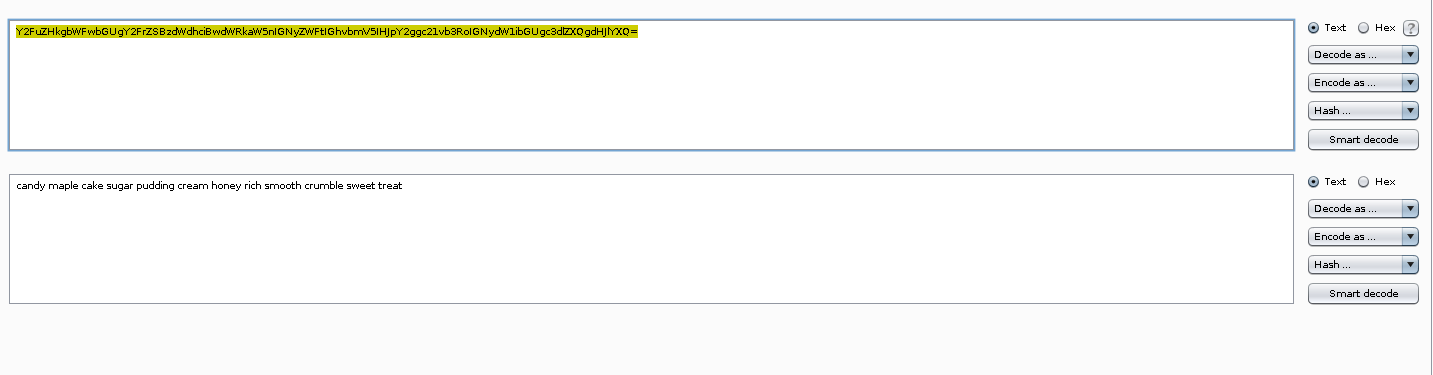 Y2FuZHkgbWFwbGUgY2FrZSBzdWdhciBwdWRkaW5nIGNyZWFtIGhvbmV5IHJpY2ggc21vb3RoIGNydW1ibGUgc3dlZXQgdHJlYXQ=
Text Hex ?
Decode as ...
Encode as ...
Hash ...
Smart decode
candy maple cake sugar pudding cream honey rich smooth crumble sweet treat
Text Hex
Decode as ...
Encode as ...
Hash ...
Smart decode